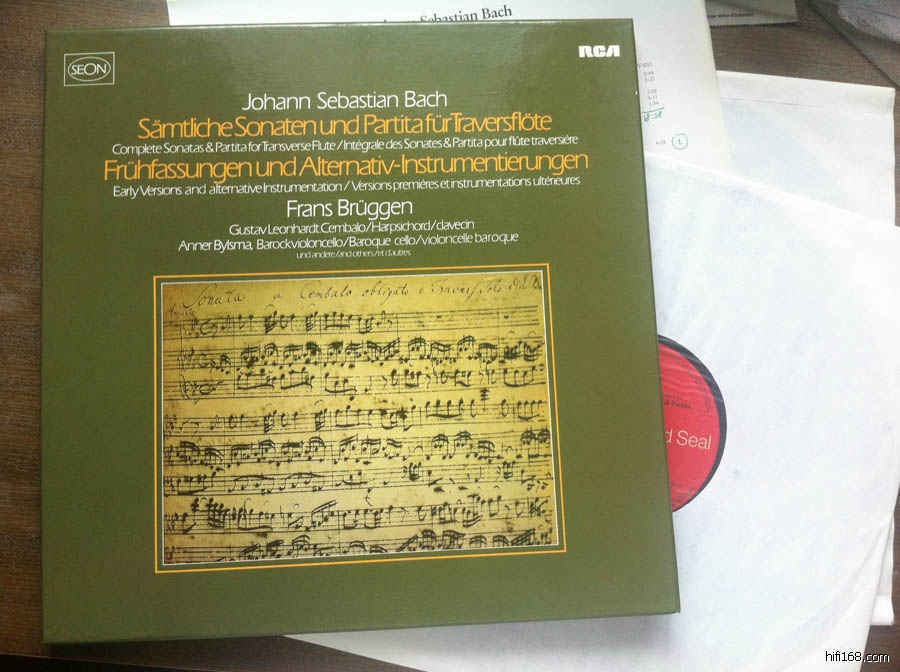 Sebastian Bach
SEON
RCA
Johann Sebastian Bach
Sämtliche Sonaten und Partita für Traversflöte
Complete Sonatas & Partita for Transverse Flute / Intégrale des Sonates & Partita pour flûte traversière
Frühfassungen und Alternativ-Instrumentierungen
Early Versions and alternative Instrumentation / Versions premières et instrumentations ultérieures
Frans Brüggen
Gustav Leonhardt, Cembalo/Harpsichord/clavecin
Anner Bylsma, Barockvioloncello/Baroque cello/violoncelle baroque
und andere/and others/et d'autres
Sonata a Cembalo obligato e Travers. Solo
d Seal
hifi168.com